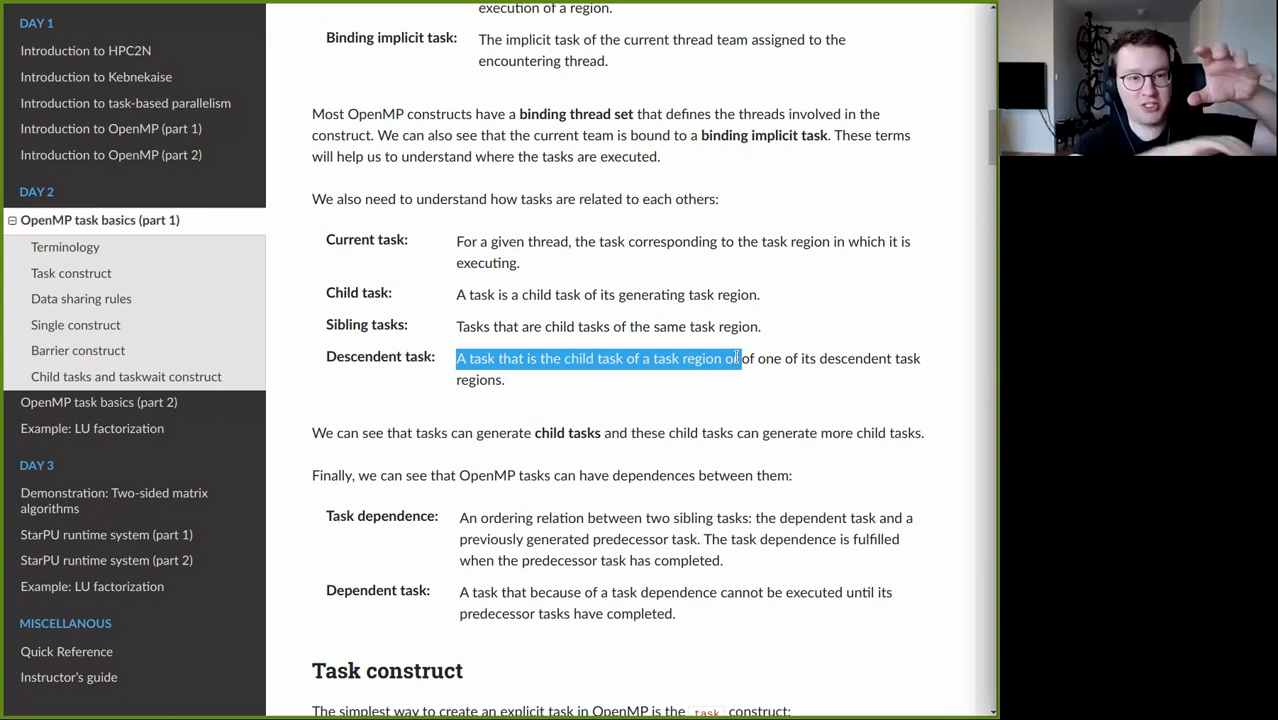 DAY 1
Introduction to HPC2N
Introduction to Kebnekaise
Introduction to task-based parallelism
Introduction to OpenMP (part 1)
Introduction to OpenMP (part 2)
DAY 2
OpenMP task basics (part 1)
Terminology
Task construct
Data sharing rules
Single construct
Barrier construct
Child tasks and taskwait construct
OpenMP task basics (part 2)
Example: LU factorization
DAY 3
Demonstration: Two-sided matrix
algorithms
StarPU runtime system (part 1)
StarPU runtime system (part 2)
Example: LU factorization
MISCELLANOUS
Quick Reference
Instructor's guide
execution of a region.
Binding implicit task: The implicit task of the current thread team assigned to the
encountering thread.
Most OpenMP constructs have a binding thread set that defines the threads involved in the
construct. We can also see that the current team is bound to a binding implicit task. These terms
will help us to understand where the tasks are executed.
We also need to understand how tasks are related to each others:
Current task: For a given thread, the task corresponding to the task region in which it is
executing.
Child task: A task is a child task of its generating task region.
Sibling tasks: Tasks that are child tasks of the same task region.
Descendent task: A task that is the child task of a task region or of one of its descendent task
regions.
We can see that tasks can generate child tasks and these child tasks can generate more child tasks.
Finally, we can see that OpenMP tasks can have dependences between them:
Task dependence: An ordering relation between two sibling tasks: the dependent task and a
previously generated predecessor task. The task dependence is fulfilled
when the predecessor task has completed.
Dependent task: A task that because of a task dependence cannot be executed until its
predecessor tasks have completed.
Task construct
The simplest way to create an explicit task in OpenMP is the task construct: